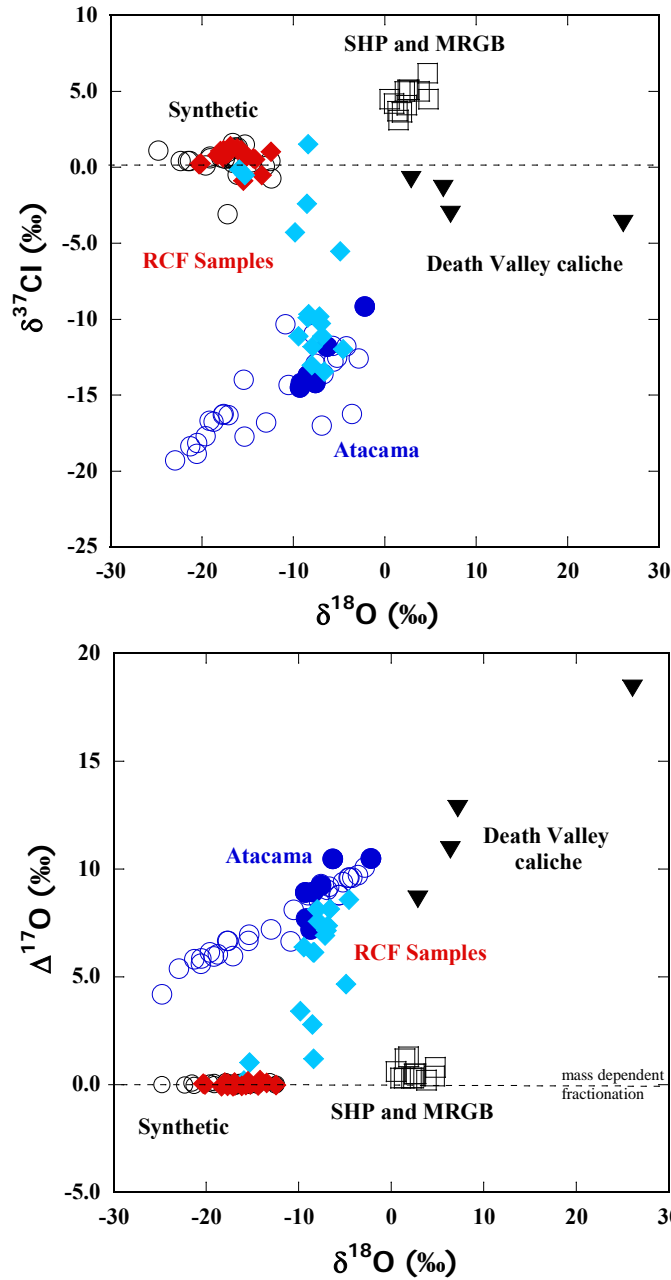 10
SHP and MRGB
5.0
Synthetic
0.0
RCF Samples
-5.0
Death Valley caliche
δ37Cl (‰)
-10
-15
Atacama
-20
-25
-30 -20 -10 0 10 20 30
δ18O (‰)
20
15
Death Valley
caliche
Atacama
10
Δ17O (‰)
RCF Samples
5.0
mass dependent
0.0
fractionation
Synthetic
SHP and MRGB
-5.0
-30 -20 -10 0 10 20 30
δ18O (‰)